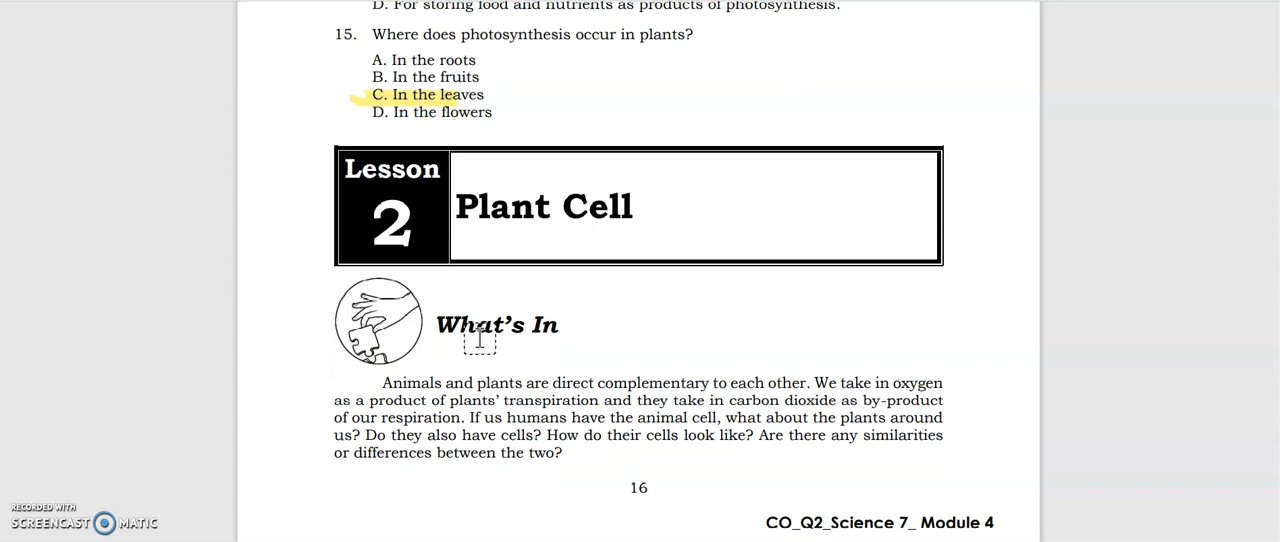 D. For storing food and nutrients as products of photosynthesis.
15. Where does photosynthesis occur in plants?
A. In the roots
B. In the fruits
C. In the leaves
D. In the flowers
Lesson
2
Plant Cell
What's In
Animals and plants are direct complementary to each other. We take in oxygen
as a product of plants' transpiration and they take in carbon dioxide as by-product
of our respiration. If us humans have the animal cell, what about the plants around
us? Do they also have cells? How do their cells look like? Are there any similarities
or differences between the two?
16
CO_Q2_Science 7_ Module 4
RECORDED WITH
SCREENCAST MATIC